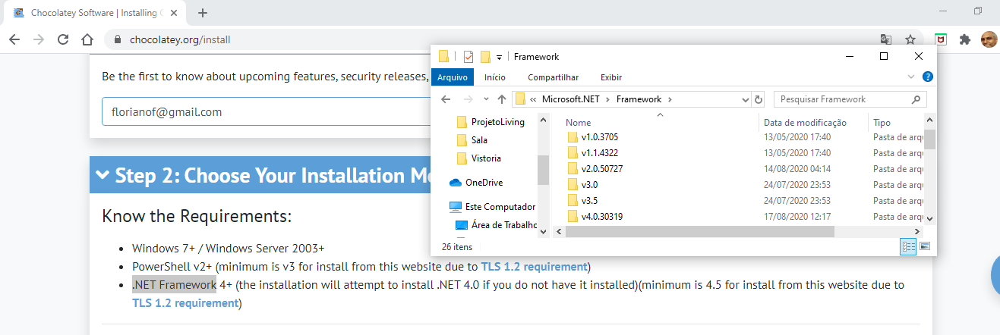 Chocolatey Software | Installing C
chocolatey.org/install
Be the first to know about upcoming features, security releases,
florianof@gmail.com
Step 2: Choose Your Installation Me
Know the Requirements:
Windows 7+ / Windows Server 2003+
PowerShell v2+ (minimum is v3 for install from this website due to TLS 1.2 requirement)
.NET Framework 4+ (the installation will attempt to install .NET 4.0 if you do not have it installed)(minimum is 4.5 for install from this website due to
TLS 1.2 requirement)
Framework
Arquivo Início Compartilhar Exibir
« Microsoft.NET > Framework >
Pesquisar Framework
ProjetoLiving
Sala
Vistoria
OneDrive
Este Computador
Área de Trabalho
Nome Data de modificação Tipo
v1.0.3705 13/05/2020 17:40 Pasta de arqu
v1.1.4322 13/05/2020 17:40 Pasta de arqu
v2.0.50727 14/08/2020 04:14 Pasta de arqu
v3.0 24/07/2020 23:53 Pasta de arqu
v3.5 24/07/2020 23:53 Pasta de arqu
v4.0.30319 17/08/2020 12:17 Pasta de arqu
26 itens